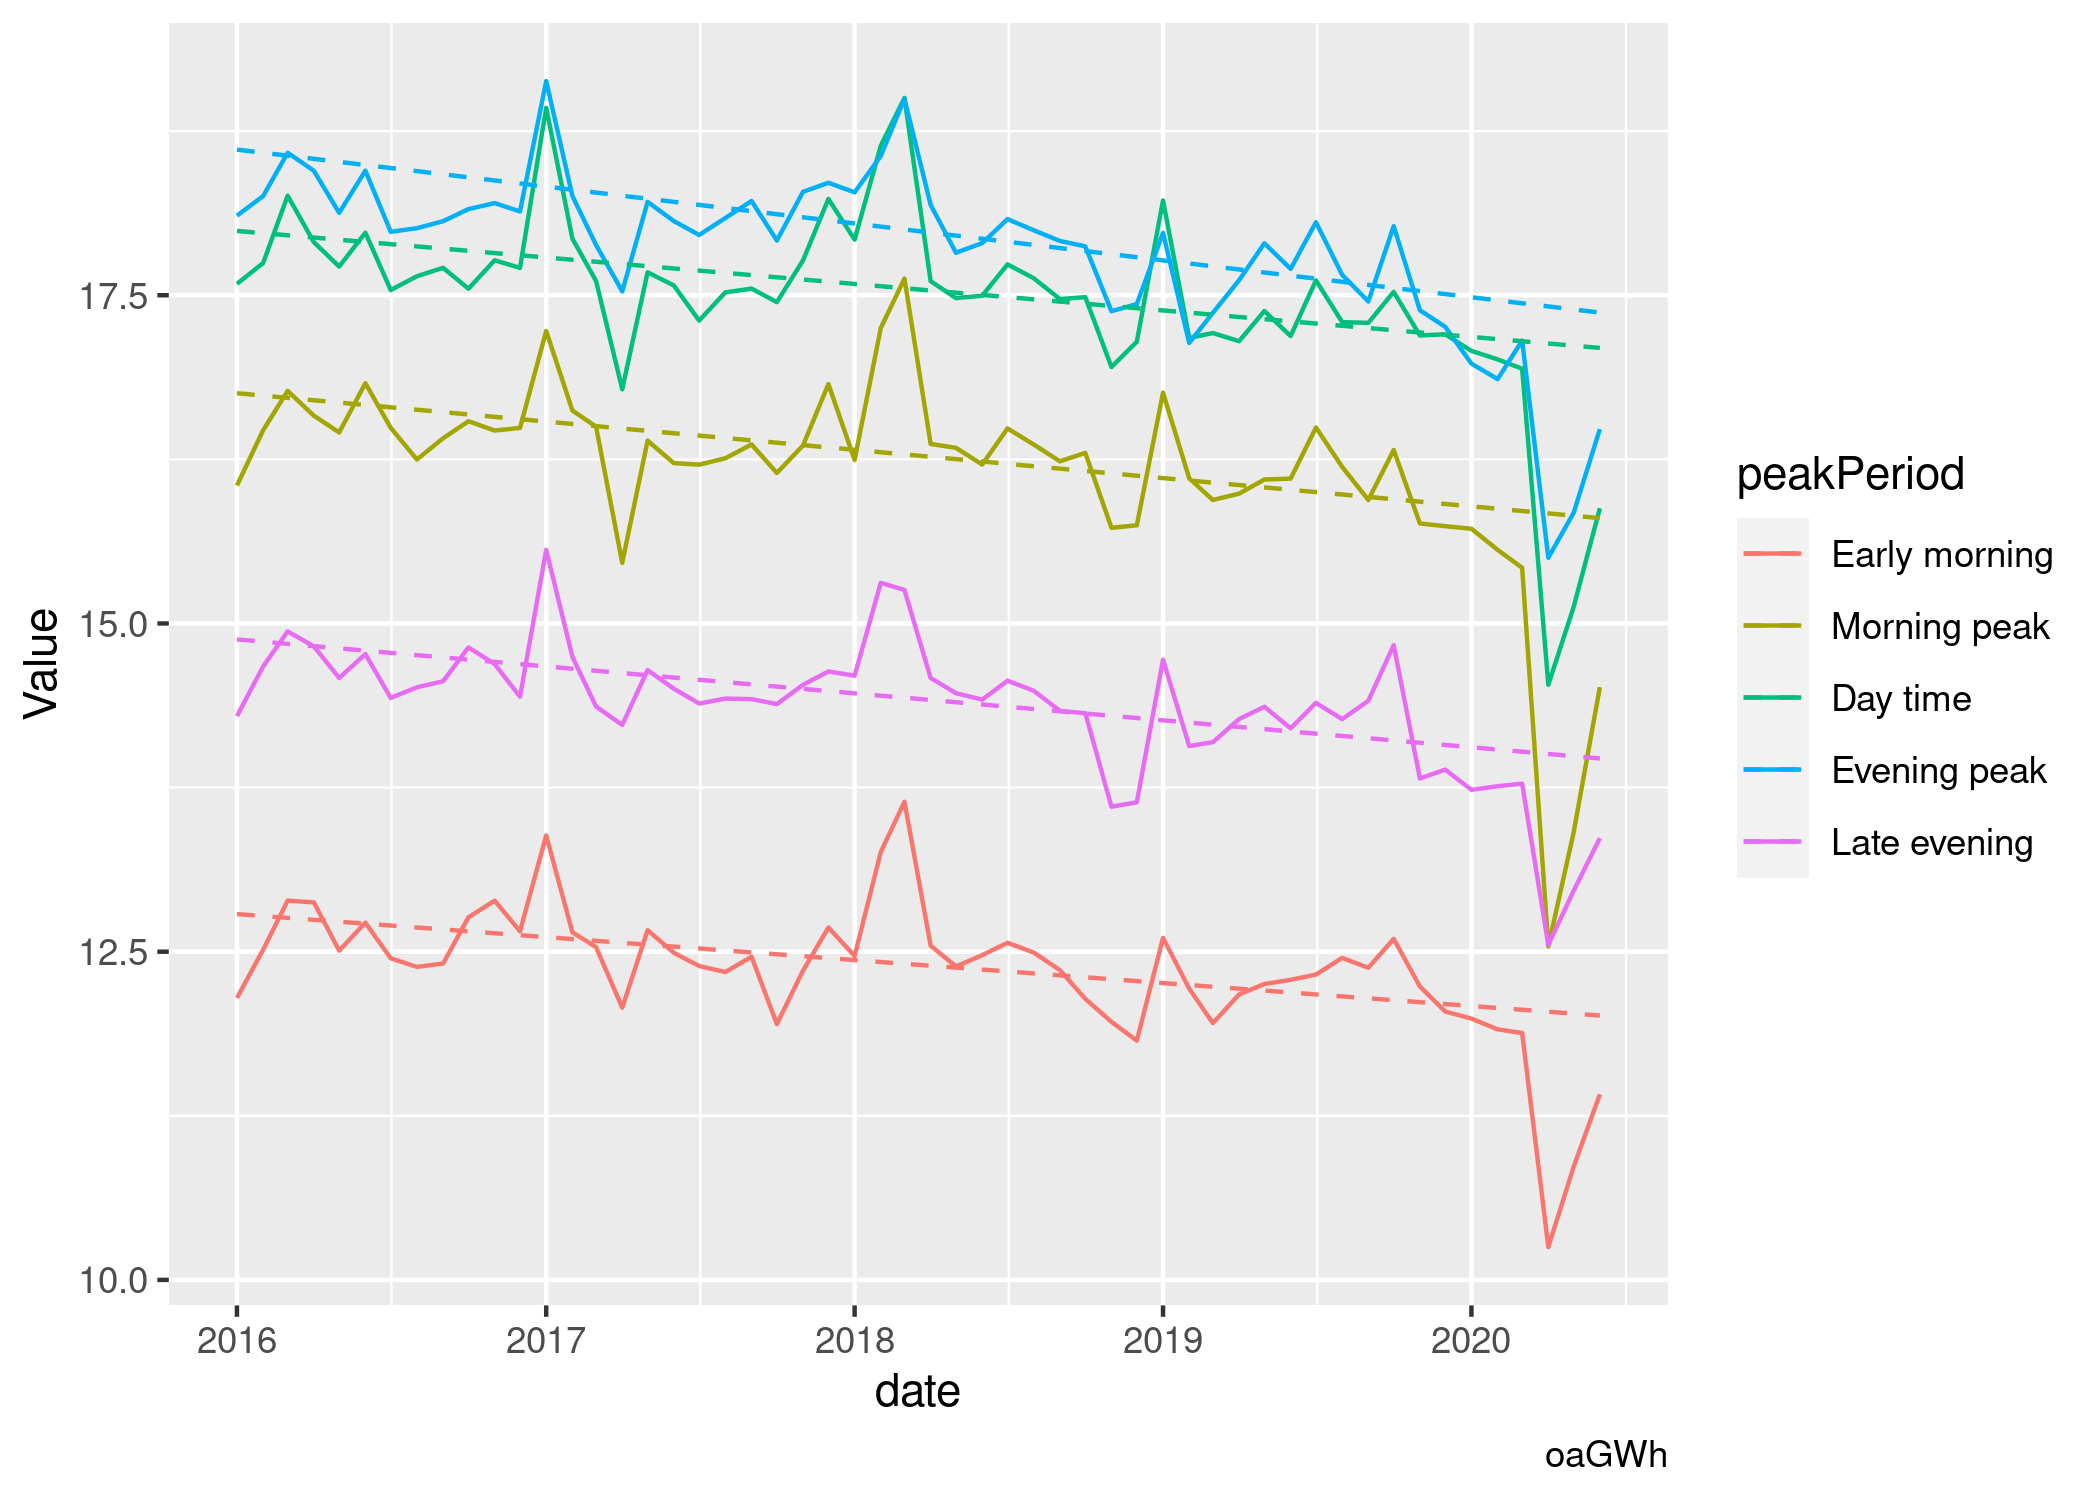 17.5
15.0
12.5
10.0
Value
2016 2017 2018 2019 2020
date
oaGWh
peakPeriod
Early morning
Morning peak
Day time
Evening peak
Late evening